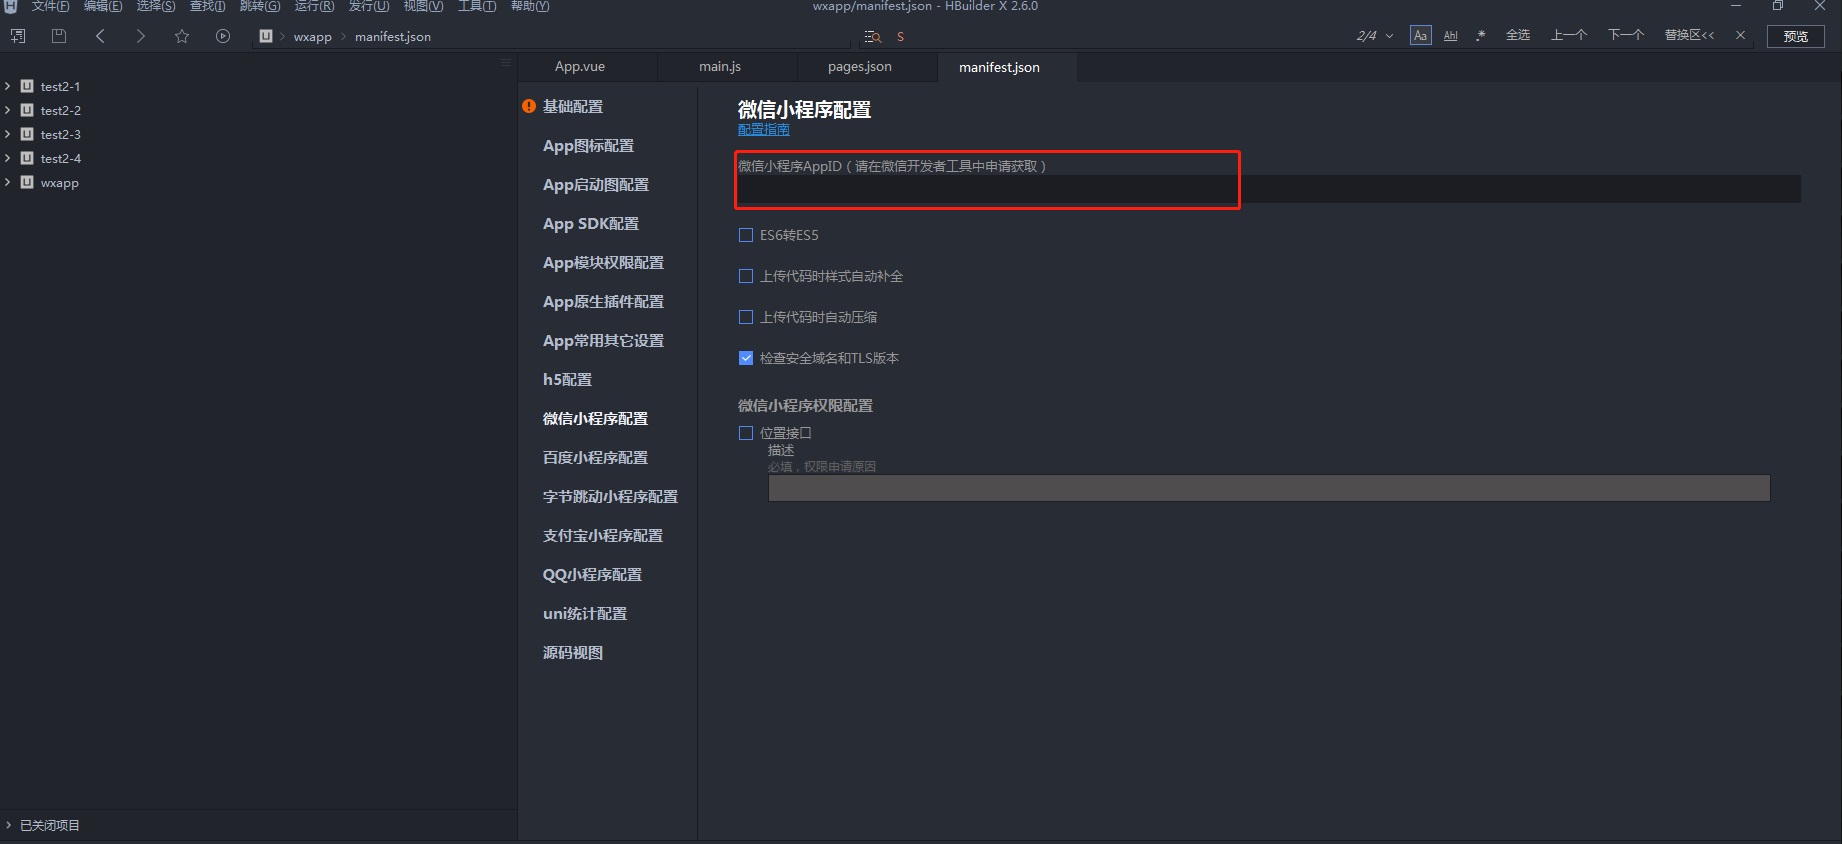 文件(F) 编辑(E) 选择(S) 查找(I) 跳转(G) 运行(R) 发行(U) 视图(V) 工具(T) 帮助(Y)
wxapp/manifest.json - HBuilder X 2.6.0
wxapp manifest.json
S
2/4 Aa Abl .* 全选 上一个 下一个 替换区<< 预览
App.vue main.js pages.json manifest.json
test2-1
test2-2
test2-3
test2-4
wxapp
已关闭项目
基础配置
App图标配置
App启动图配置
App SDK配置
App模块权限配置
App原生插件配置
App常用其它设置
h5配置
微信小程序配置
百度小程序配置
字节跳动小程序配置
支付宝小程序配置
QQ小程序配置
uni统计配置
源码视图
微信小程序配置
配置指南
微信小程序AppID（请在微信开发者工具中申请获取）
ES6转ES5
上传代码时样式自动补全
上传代码时自动压缩
检查安全域名和TLS版本
微信小程序权限配置
位置接口
描述
必填，权限申请原因